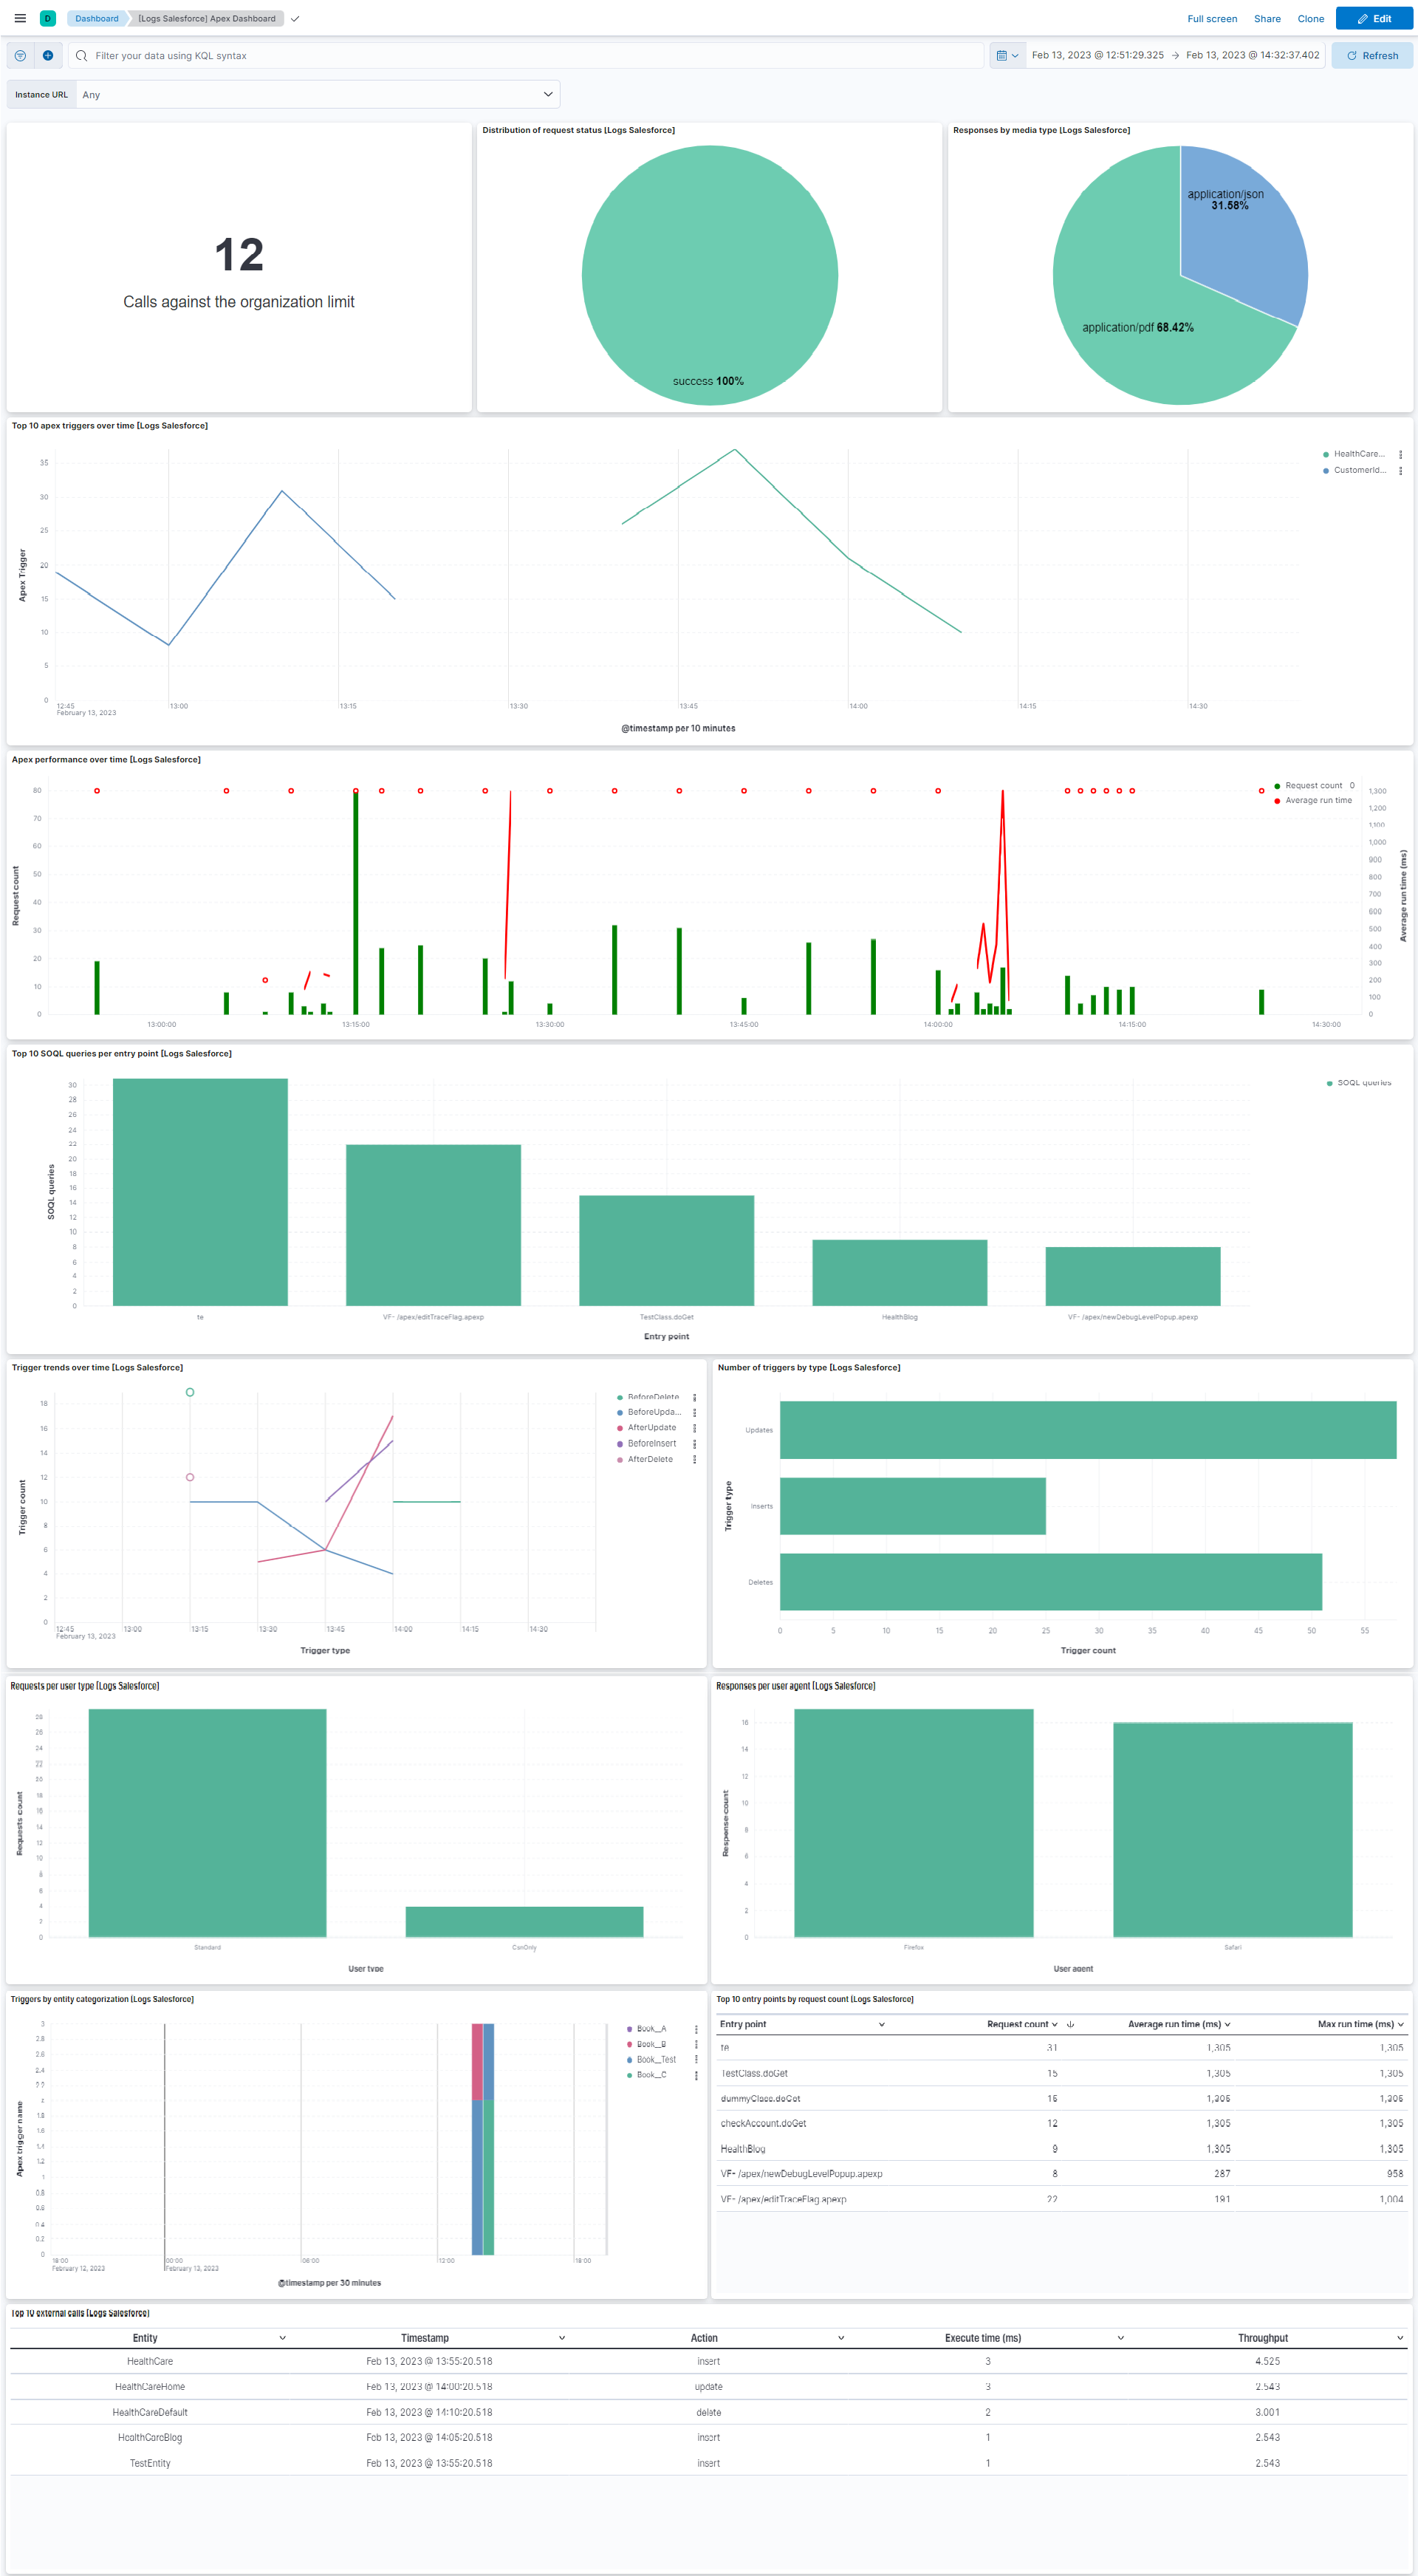 D Dashboard [Logs Salesforce] Apex Dashboard Full screen Share Clone Edit
Filter your data using KQL syntax Feb 13, 2023 @ 12:51:29.325 → Feb 13, 2023 @ 14:32:37.402 Refresh
Instance URL Any
12
Calls against the organization limit
Distribution of request status [Logs Salesforce]
success 100%
Responses by media type [Logs Salesforce]
application/json
31.58%
application/pdf 68.42%
Top 10 apex triggers over time [Logs Salesforce]
Apex Trigger
35
30
25
20
15
10
5
0
12:45 13:00 13:15 13:30 13:45 14:00 14:15 14:30
February 13, 2023
@timestamp per 10 minutes
HealthCare...
CustomerId...
Apex performance over time [Logs Salesforce]
Request count
80
70
60
50
40
30
20
10
0
13:00:00 13:15:00 13:30:00 13:45:00 14:00:00 14:15:00 14:30:00
Request count 0
Average run time
1,300
1,200
1,100
1,000
900
800
700
600
500
400
300
200
100
0
Average run time (ms)
Top 10 SOQL queries per entry point [Logs Salesforce]
SOQL queries
30
28
26
24
22
20
18
16
14
12
10
8
6
4
2
0
te VF- /apex/editTraceFlag.apexp TestClass.doGet HealthBlog VF- /apex/newDebugLevelPopup.apexp
Entry point
SOQL queries
Trigger trends over time [Logs Salesforce]
Trigger count
18
16
14
12
10
8
6
4
2
0
12:45 13:00 13:15 13:30 13:45 14:00 14:15 14:30
February 13, 2023
Trigger type
BeforeDelete
BeforeUpda...
AfterUpdate
BeforeInsert
AfterDelete
Number of triggers by type [Logs Salesforce]
Trigger type
Updates
Inserts
Deletes
0 5 10 15 20 25 30 35 40 45 50 55
Trigger count
Requests per user type [Logs Salesforce]
Requests count
28
26
24
22
20
18
16
14
12
10
8
6
4
2
0
Standard CsnOnly
User type
Responses per user agent [Logs Salesforce]
Response count
16
14
12
10
8
6
4
2
0
Firefox Safari
User agent
Triggers by entity categorization [Logs Salesforce]
Apex trigger name
3
2.8
2.6
2.4
2.2
2
1.8
1.6
1.4
1.2
1
0.8
0.6
0.4
0.2
0
18:00 00:00 06:00 12:00 18:00
February 12, 2023 February 13, 2023
@timestamp per 30 minutes
Book__A
Book__B
Book__Test
Book__C
Top 10 entry points by request count [Logs Salesforce]
Entry point Request count Average run time (ms) Max run time (ms)
te 31 1,305 1,305
TestClass.doGet 15 1,305 1,305
dummyClass.doGet 15 1,305 1,305
checkAccount.doGet 12 1,305 1,305
HealthBlog 9 1,305 1,305
VF- /apex/newDebugLevelPopup.apexp 8 287 958
VF- /apex/editTraceFlag.apexp 22 191 1,004
Top 10 external calls [Logs Salesforce]
Entity Timestamp Action Execute time (ms) Throughput
HealthCare Feb 13, 2023 @ 13:55:20.518 insert 3 4.525
HealthCareHome Feb 13, 2023 @ 14:00:20.518 update 3 2.543
HealthCareDefault Feb 13, 2023 @ 14:10:20.518 delete 2 3.001
HealthCareBlog Feb 13, 2023 @ 14:05:20.518 insert 1 2.543
TestEntity Feb 13, 2023 @ 13:55:20.518 insert 1 2.543